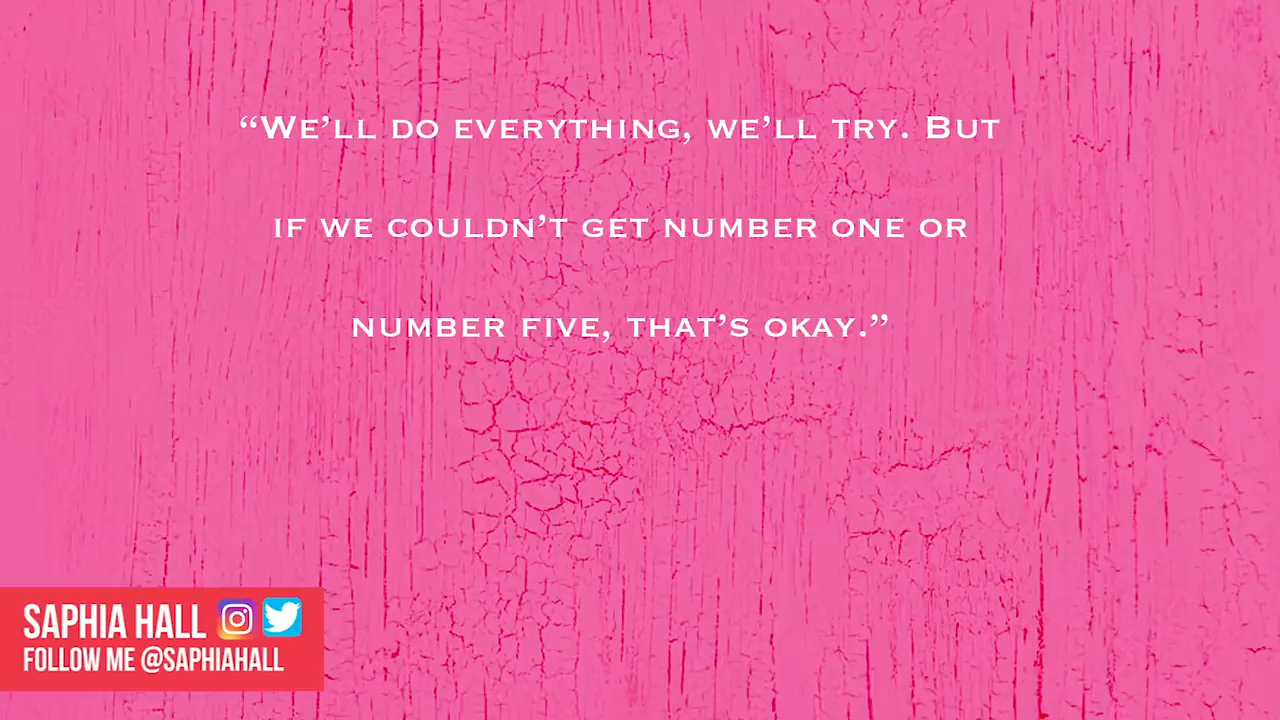 “We’ll do everything, we’ll try. But
if we couldn’t get number one or
number five, that’s okay.”
SAPHIA HALL
FOLLOW ME @SAPHIAHALL